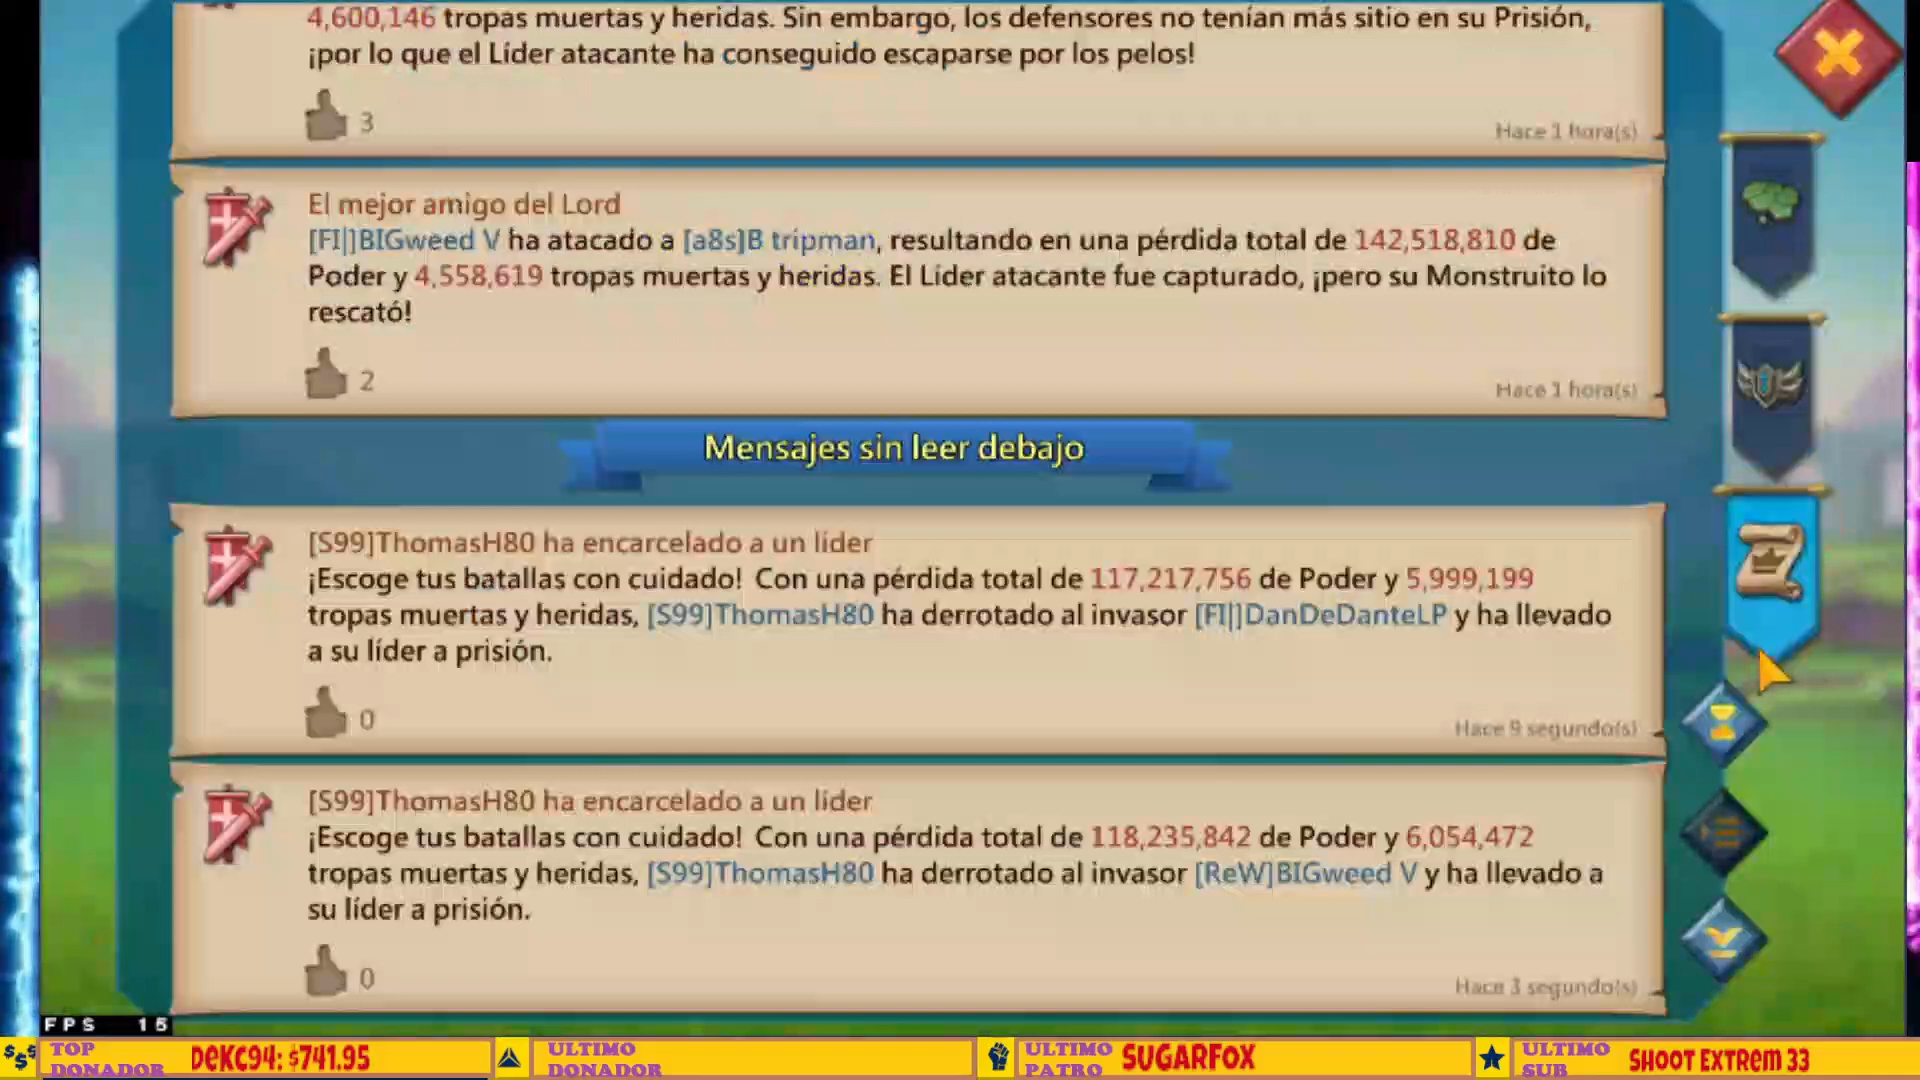 4,600,146 tropas muertas y heridas. Sin embargo, los defensores no tenían más sitio en su Prisión,
¡por lo que el Líder atacante ha conseguido escaparse por los pelos!
3
Hace 1 hora(s)
El mejor amigo del Lord
[FI|]BIGweed V ha atacado a [a8s]B tripman, resultando en una pérdida total de 142,518,810 de
Poder y 4,558,619 tropas muertas y heridas. El Líder atacante fue capturado, ¡pero su Monstruito lo
rescató!
2
Hace 1 hora(s)
Mensajes sin leer debajo
[S99]ThomasH80 ha encarcelado a un líder
¡Escoge tus batallas con cuidado! Con una pérdida total de 117,217,756 de Poder y 5,999,199
tropas muertas y heridas, [S99]ThomasH80 ha derrotado al invasor [FI|]DanDeDanteLP y ha llevado
a su líder a prisión.
0
Hace 9 segundo(s)
[S99]ThomasH80 ha encarcelado a un líder
¡Escoge tus batallas con cuidado! Con una pérdida total de 118,235,842 de Poder y 6,054,472
tropas muertas y heridas, [S99]ThomasH80 ha derrotado al invasor [ReW]BIGweed V y ha llevado a
su líder a prisión.
0
Hace 3 segundo(s)
FPS 15
TOP DONADOR DeKC94: $741.95
ULTIMO DONADOR
ULTIMO PATRO SUGARFOX
ULTIMO SUB SHOOT EXTREM 33